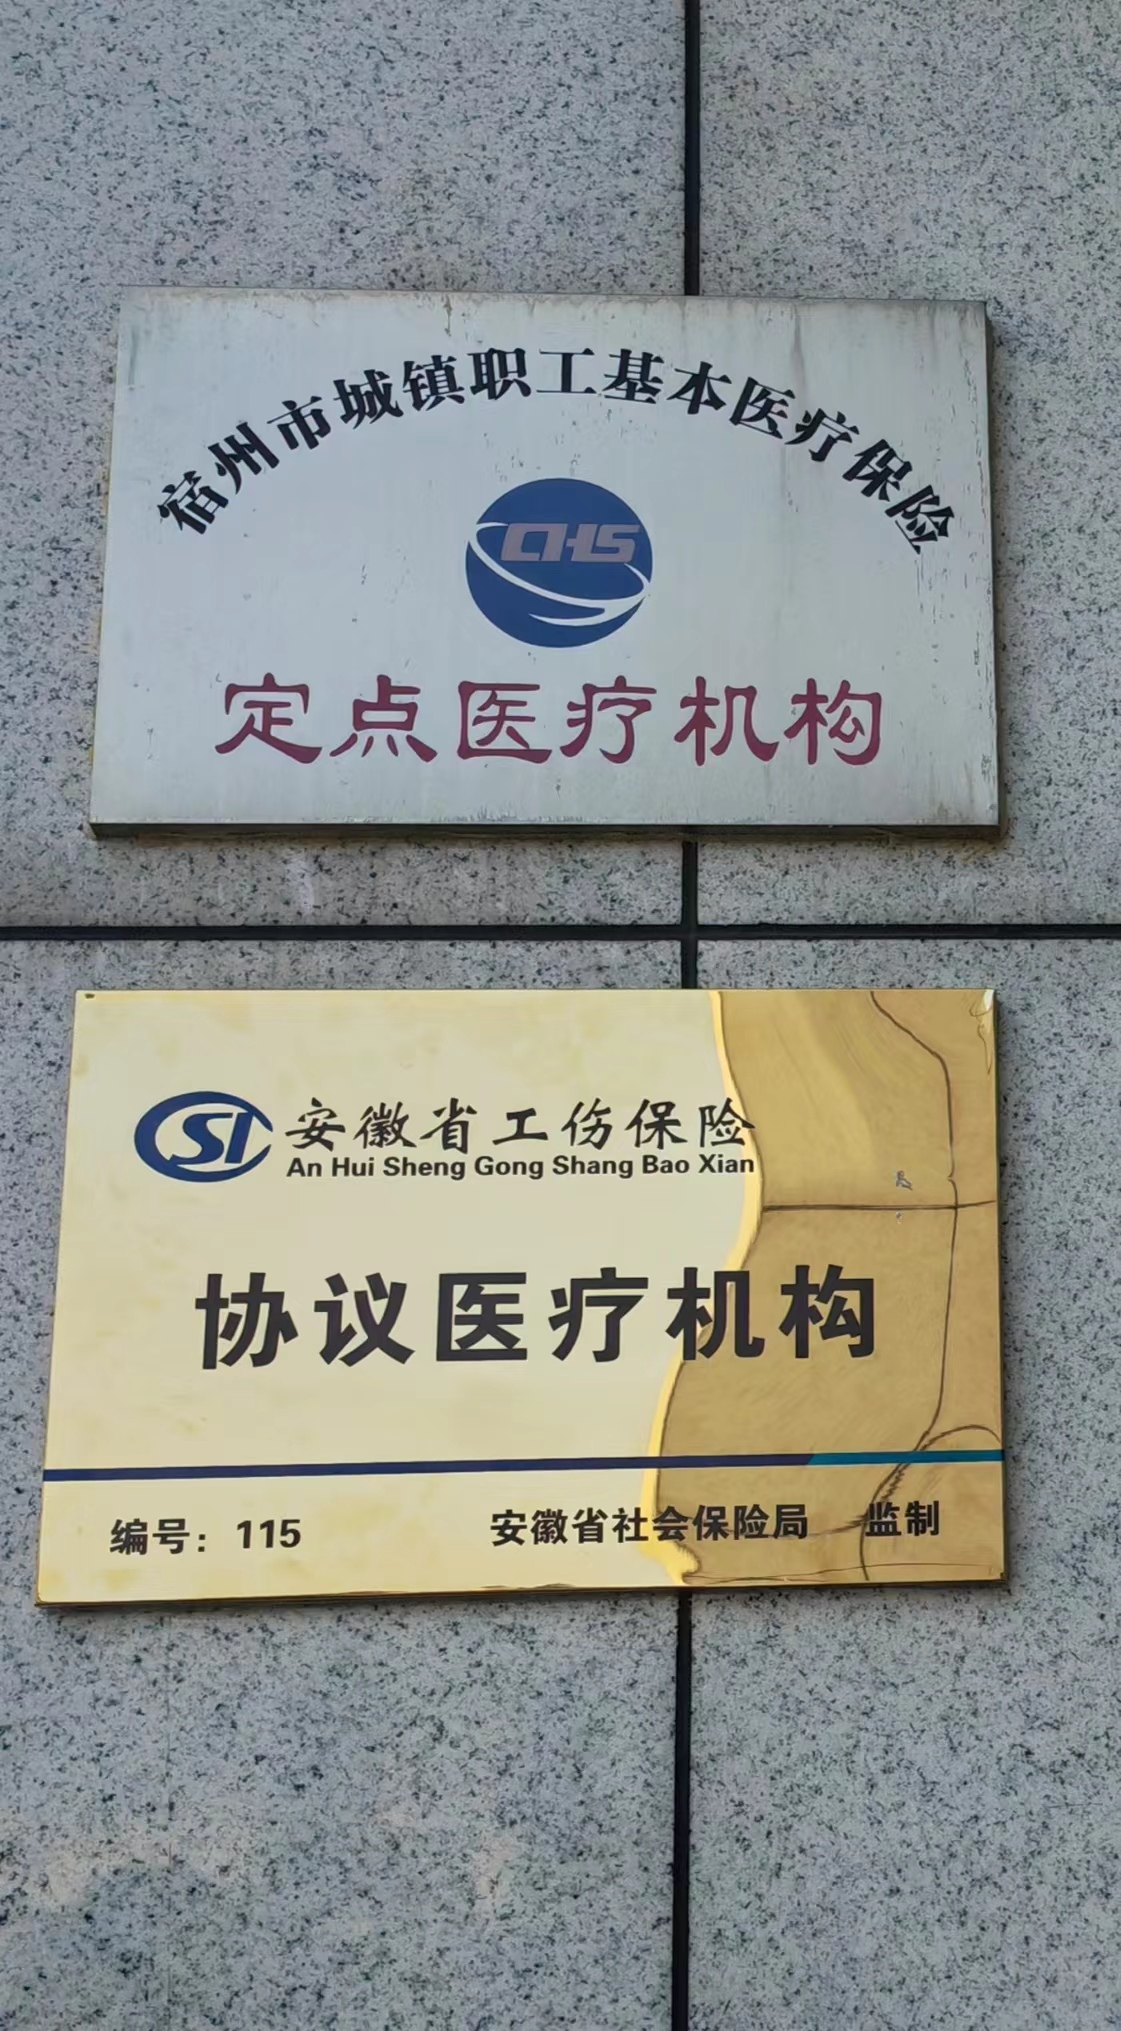 宿州市城镇职工基本医疗保险
CHS
定点医疗机构
CSI 安徽省工伤保险
An Hui Sheng Gong Shang Bao Xian
协议医疗机构
编号：115 安徽省社会保险局 监制